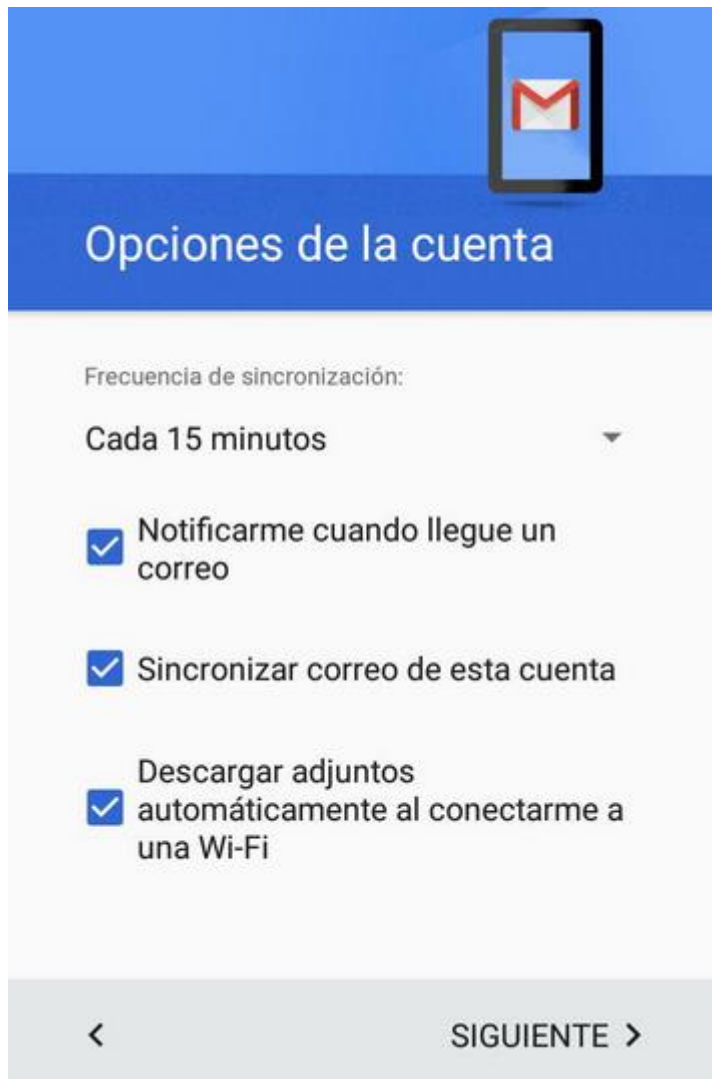 Opciones de la cuenta
Frecuencia de sincronización:
Cada 15 minutos
Notificarme cuando llegue un
correo
Sincronizar correo de esta cuenta
Descargar adjuntos
automáticamente al conectarme a
una Wi-Fi
SIGUIENTE